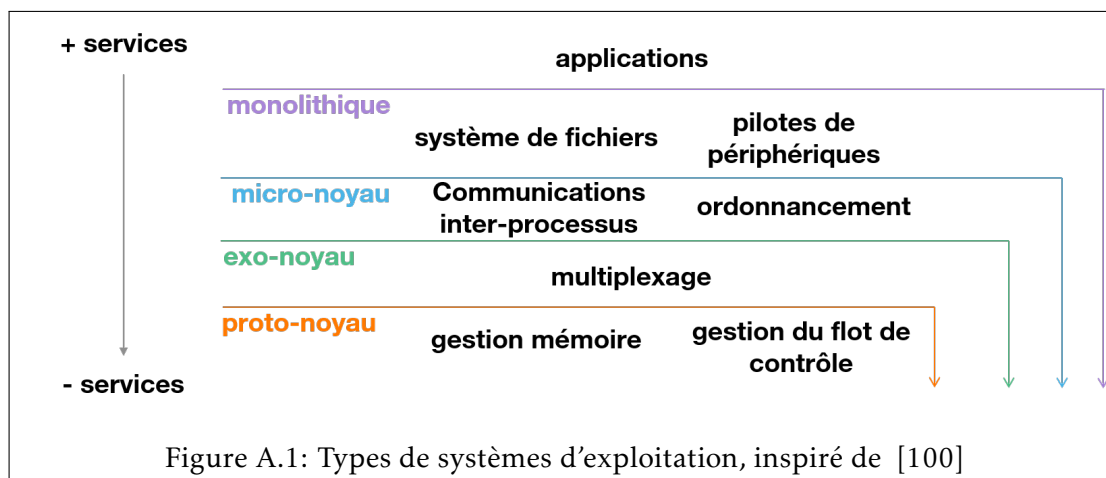 + services
applications
monolithique
système de fichiers
pilotes de
périphériques
micro-noyau
Communications
inter-processus
ordonnancement
exo-noyau
multiplexage
proto-noyau
gestion mémoire
gestion du flot de
contrôle
- services
Figure A.1: Types de systèmes d'exploitation, inspiré de [100]